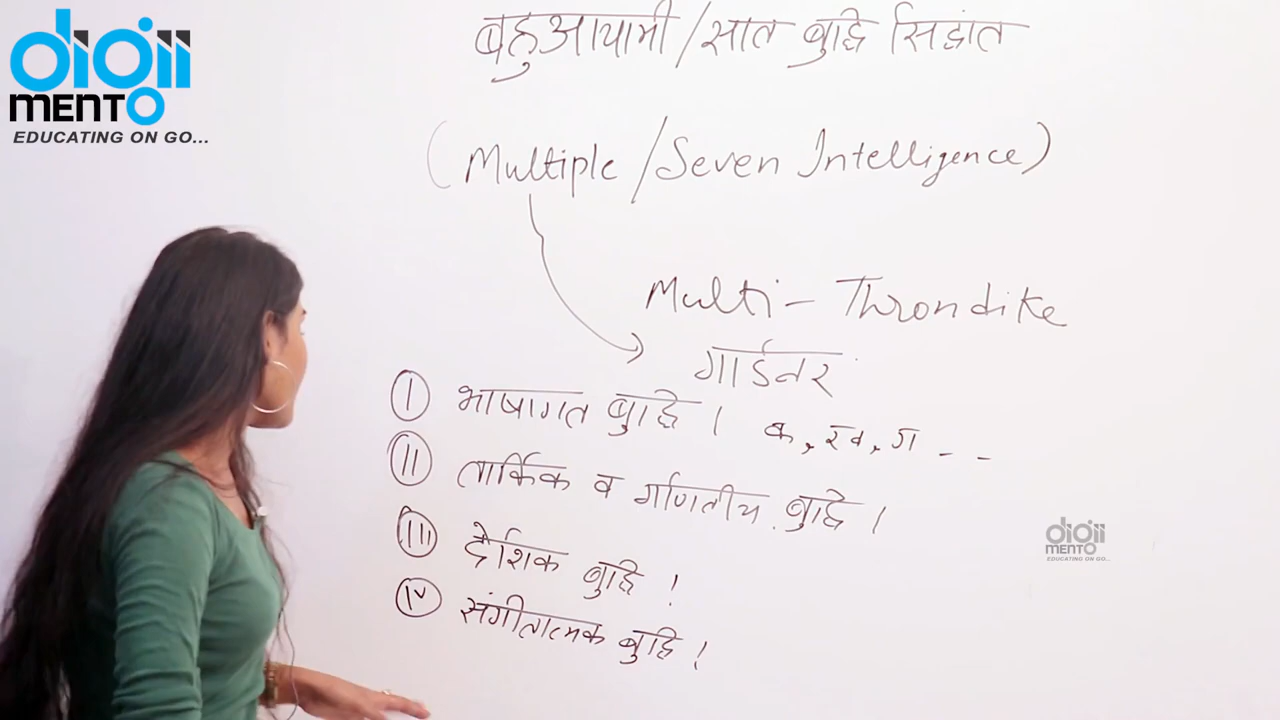 digii
MENTO
EDUCATING ON GO...
बहुआयामी/सात बुद्धि सिद्धांत
(Multiple/Seven Intelligence)
Multi - Throndike
गार्डनर
I भाषागत बुद्धि । क, ख, ग - -
II तार्किक व गणितीय बुद्धि ।
III दैशिक बुद्धि !
IV संगीतात्मक बुद्धि !
digii
MENTO
EDUCATING ON GO...